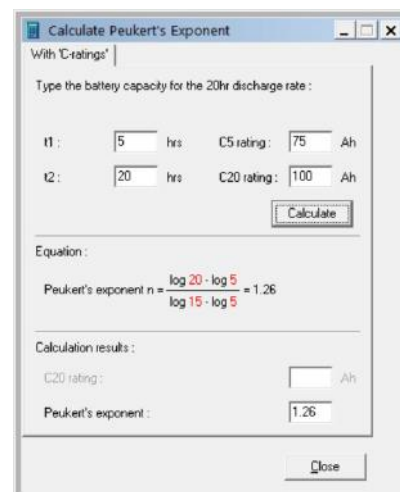 Calculate Peukert's Exponent
With 'C-ratings'
Type the battery capacity for the 20hr discharge rate :
t1 : 5 hrs C5 rating : 75 Ah
t2 : 20 hrs C20 rating : 100 Ah
Calculate
Equation :
Peukert's exponent n = log 20 - log 5 / log 15 - log 5 = 1.26
Calculation results :
C20 rating : Ah
Peukert's exponent : 1.26
Close